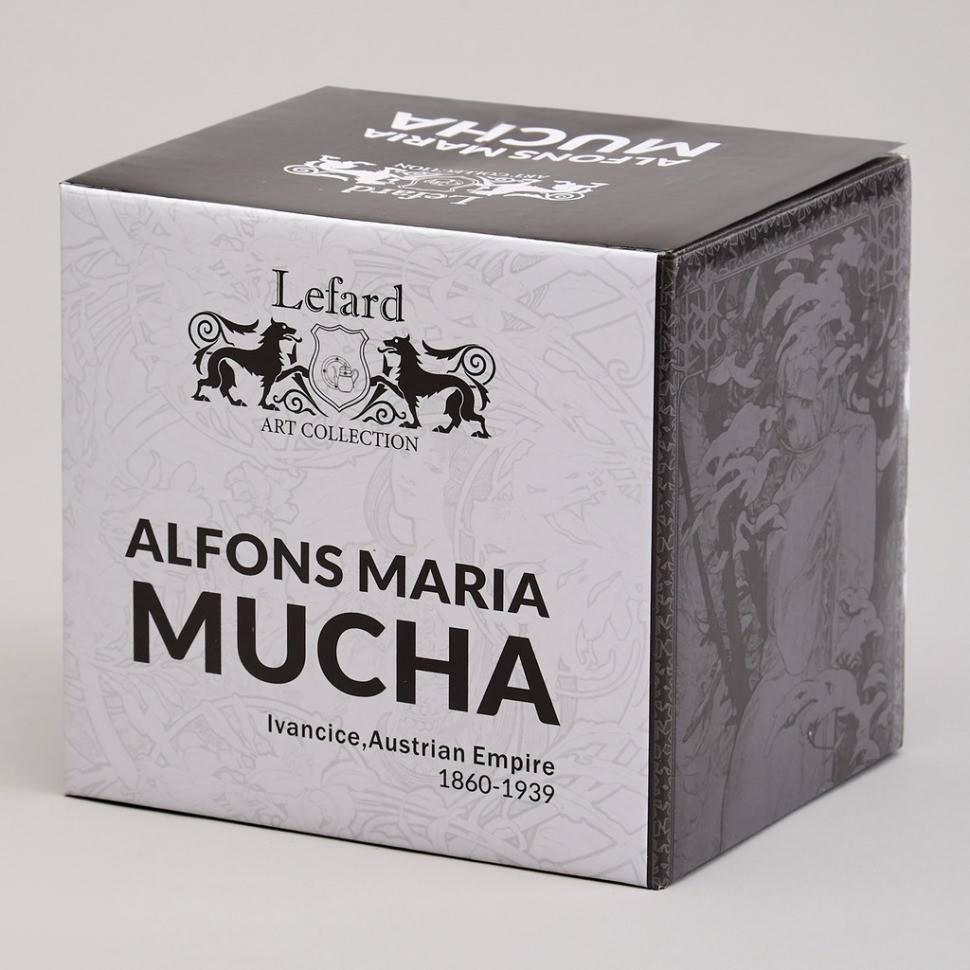 ALFONS MARIA
MUCHA
Lefard
ART COLLECTION
Lefard
ART COLLECTION
ALFONS MARIA
MUCHA
Ivancice,Austrian Empire
1860-1939